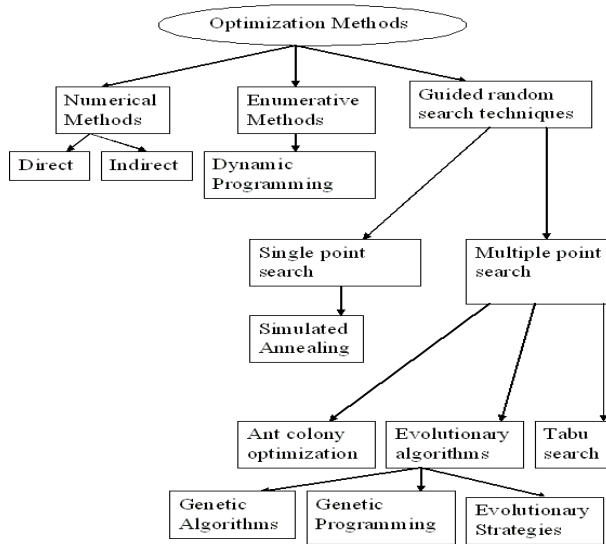 Optimization Methods
Numerical
Methods
Enumerative
Methods
Guided random
search techniques
Direct
Indirect
Dynamic
Programming
Single point
search
Multiple point
search
Simulated
Annealing
Ant colony
optimization
Evolutionary
algorithms
Tabu
search
Genetic
Algorithms
Genetic
Programming
Evolutionary
Strategies